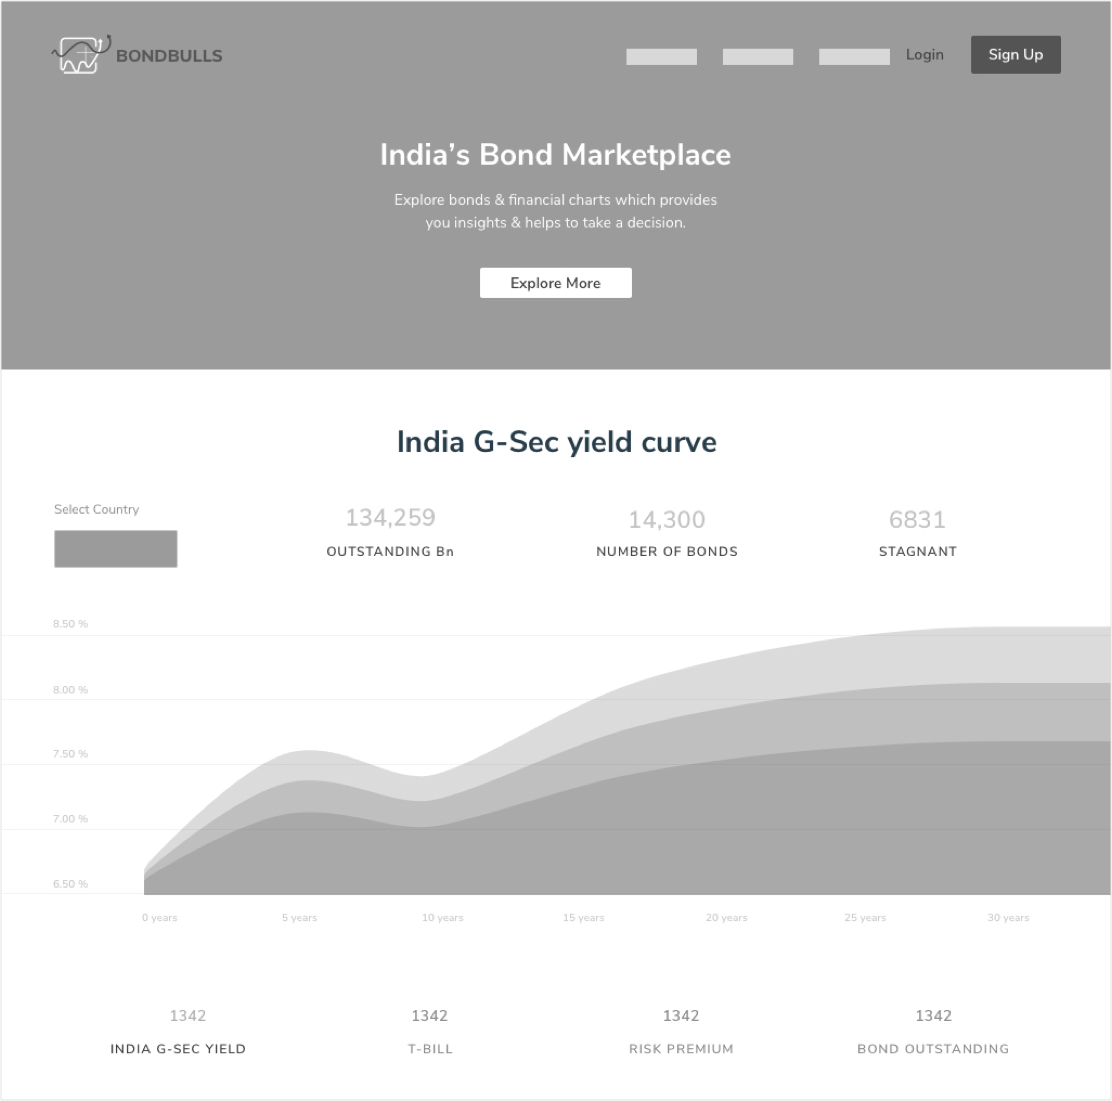 BONDBULLS
Login
Sign Up
India’s Bond Marketplace
Explore bonds & financial charts which provides
you insights & helps to take a decision.
Explore More
India G-Sec yield curve
Select Country
134,259
OUTSTANDING Bn
14,300
NUMBER OF BONDS
6831
STAGNANT
8.50 %
8.00 %
7.50 %
7.00 %
6.50 %
0 years
5 years
10 years
15 years
20 years
25 years
30 years
1342
INDIA G-SEC YIELD
1342
T-BILL
1342
RISK PREMIUM
1342
BOND OUTSTANDING